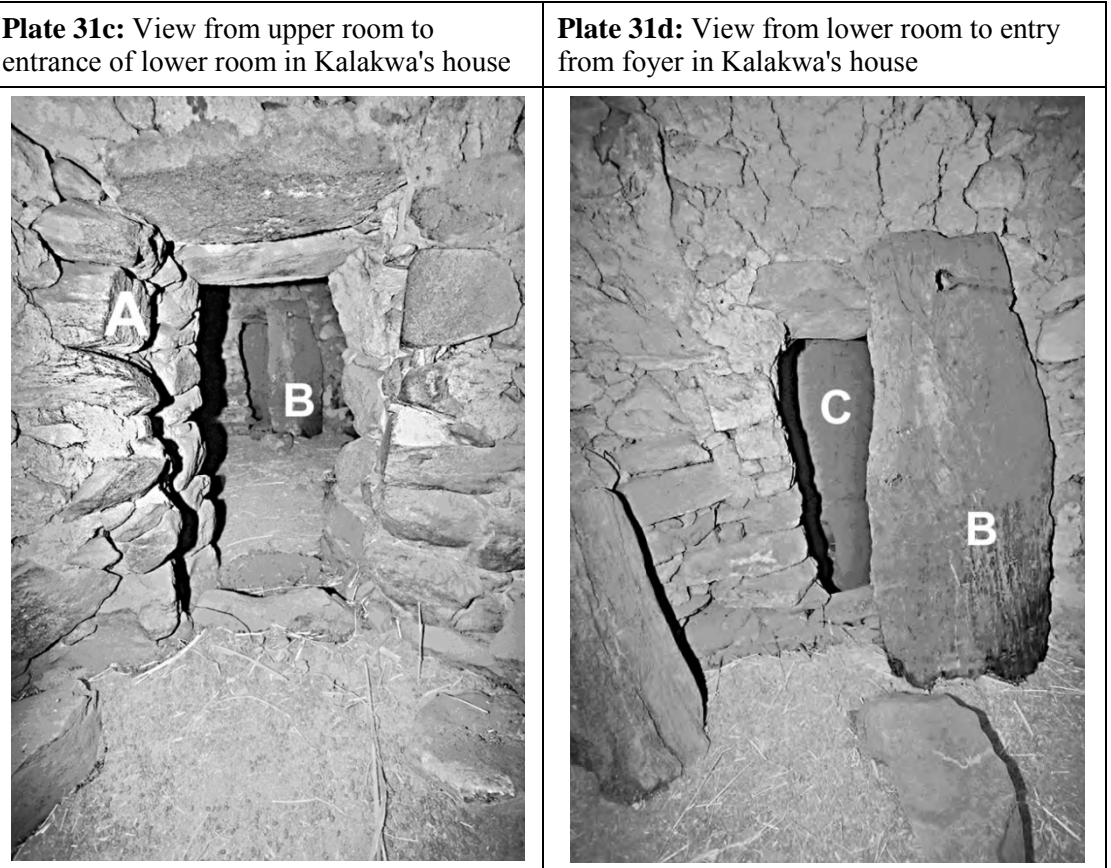 Plate 31c: View from upper room to
entrance of lower room in Kalakwa's house
Plate 31d: View from lower room to entry
from foyer in Kalakwa's house
A
B
C
B